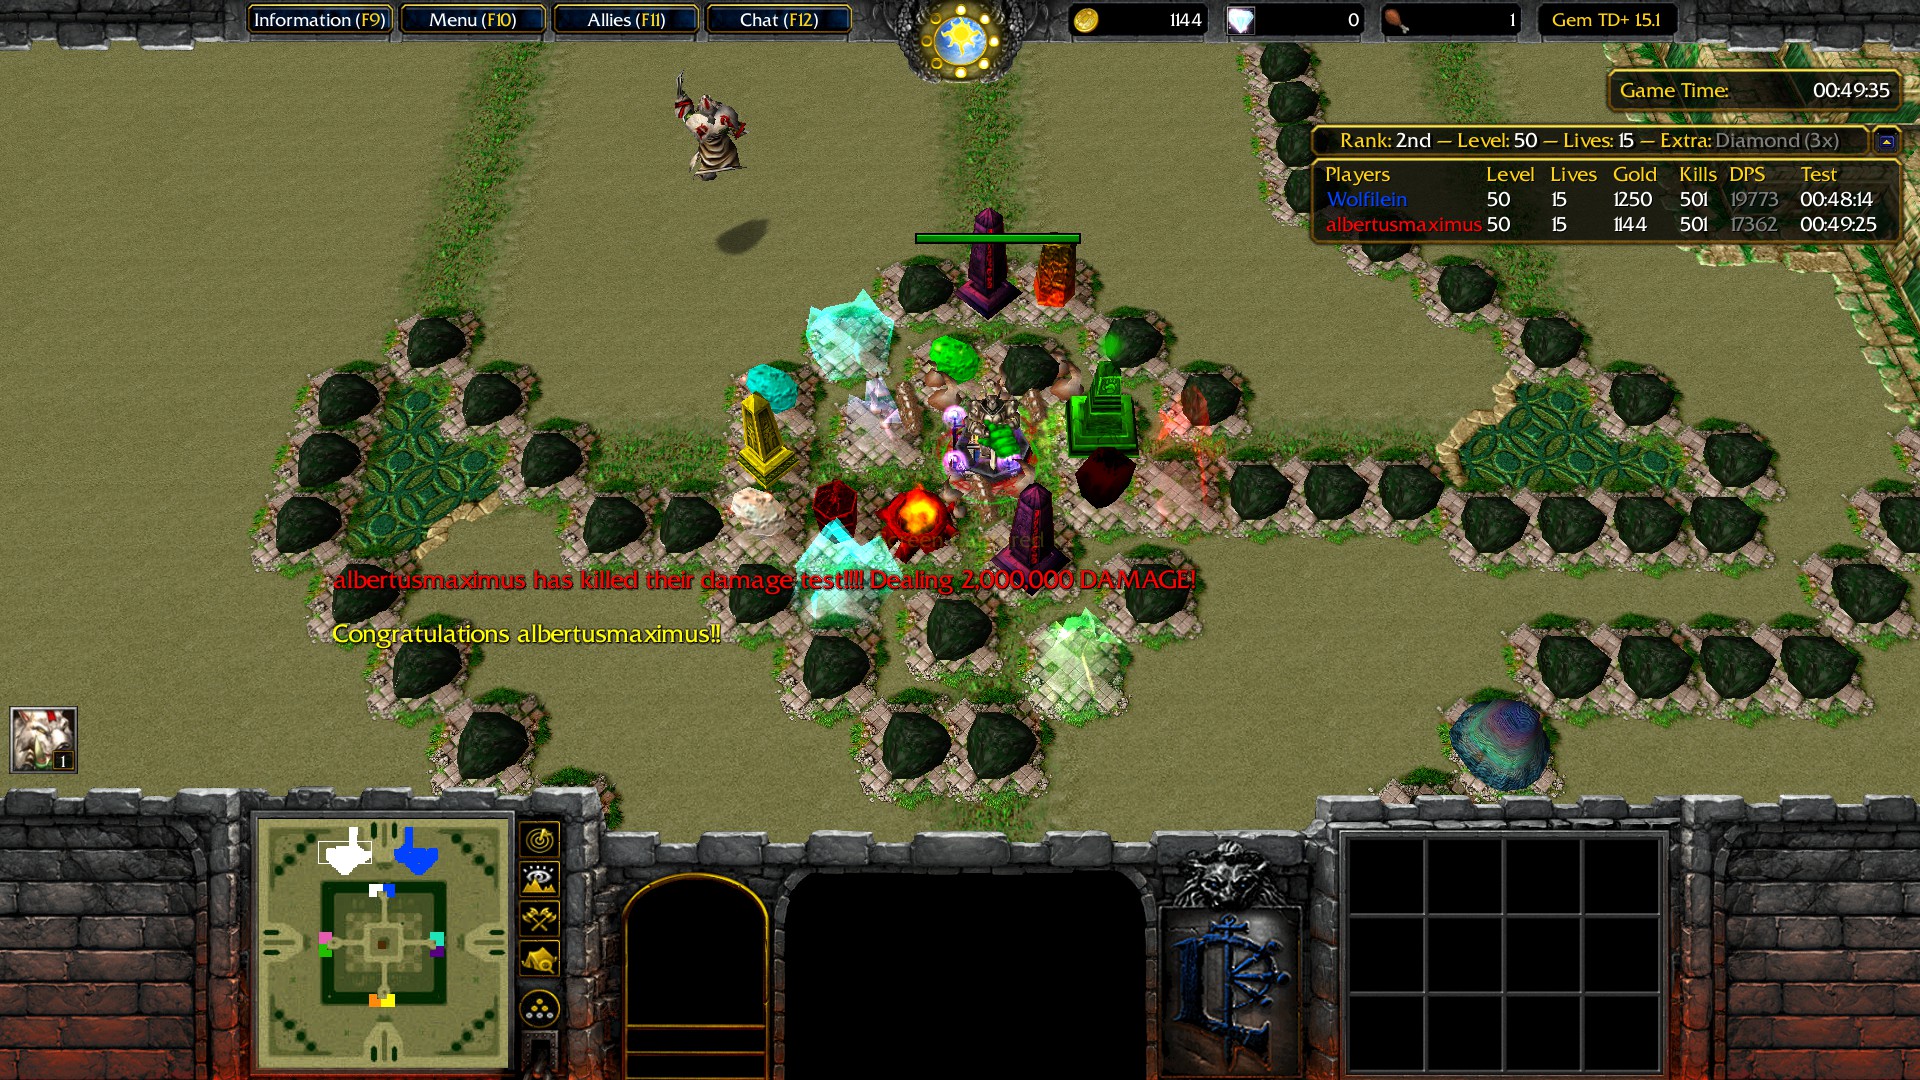 Information (F9) Menu (F10) Allies (F11) Chat (F12) 1144 0 1 Gem TD+ 15.1
Game Time: 00:49:35
Rank: 2nd — Level: 50 — Lives: 15 — Extra: Diamond (3x)
Players Level Lives Gold Kills DPS Test
Wolfilein 50 15 1250 501 19773 00:48:14
albertusmaximus 50 15 1144 501 17362 00:49:25
albertusmaximus has killed their damage test!!!! Dealing 2,000,000 DAMAGE!
Congratulations albertusmaximus!!
1